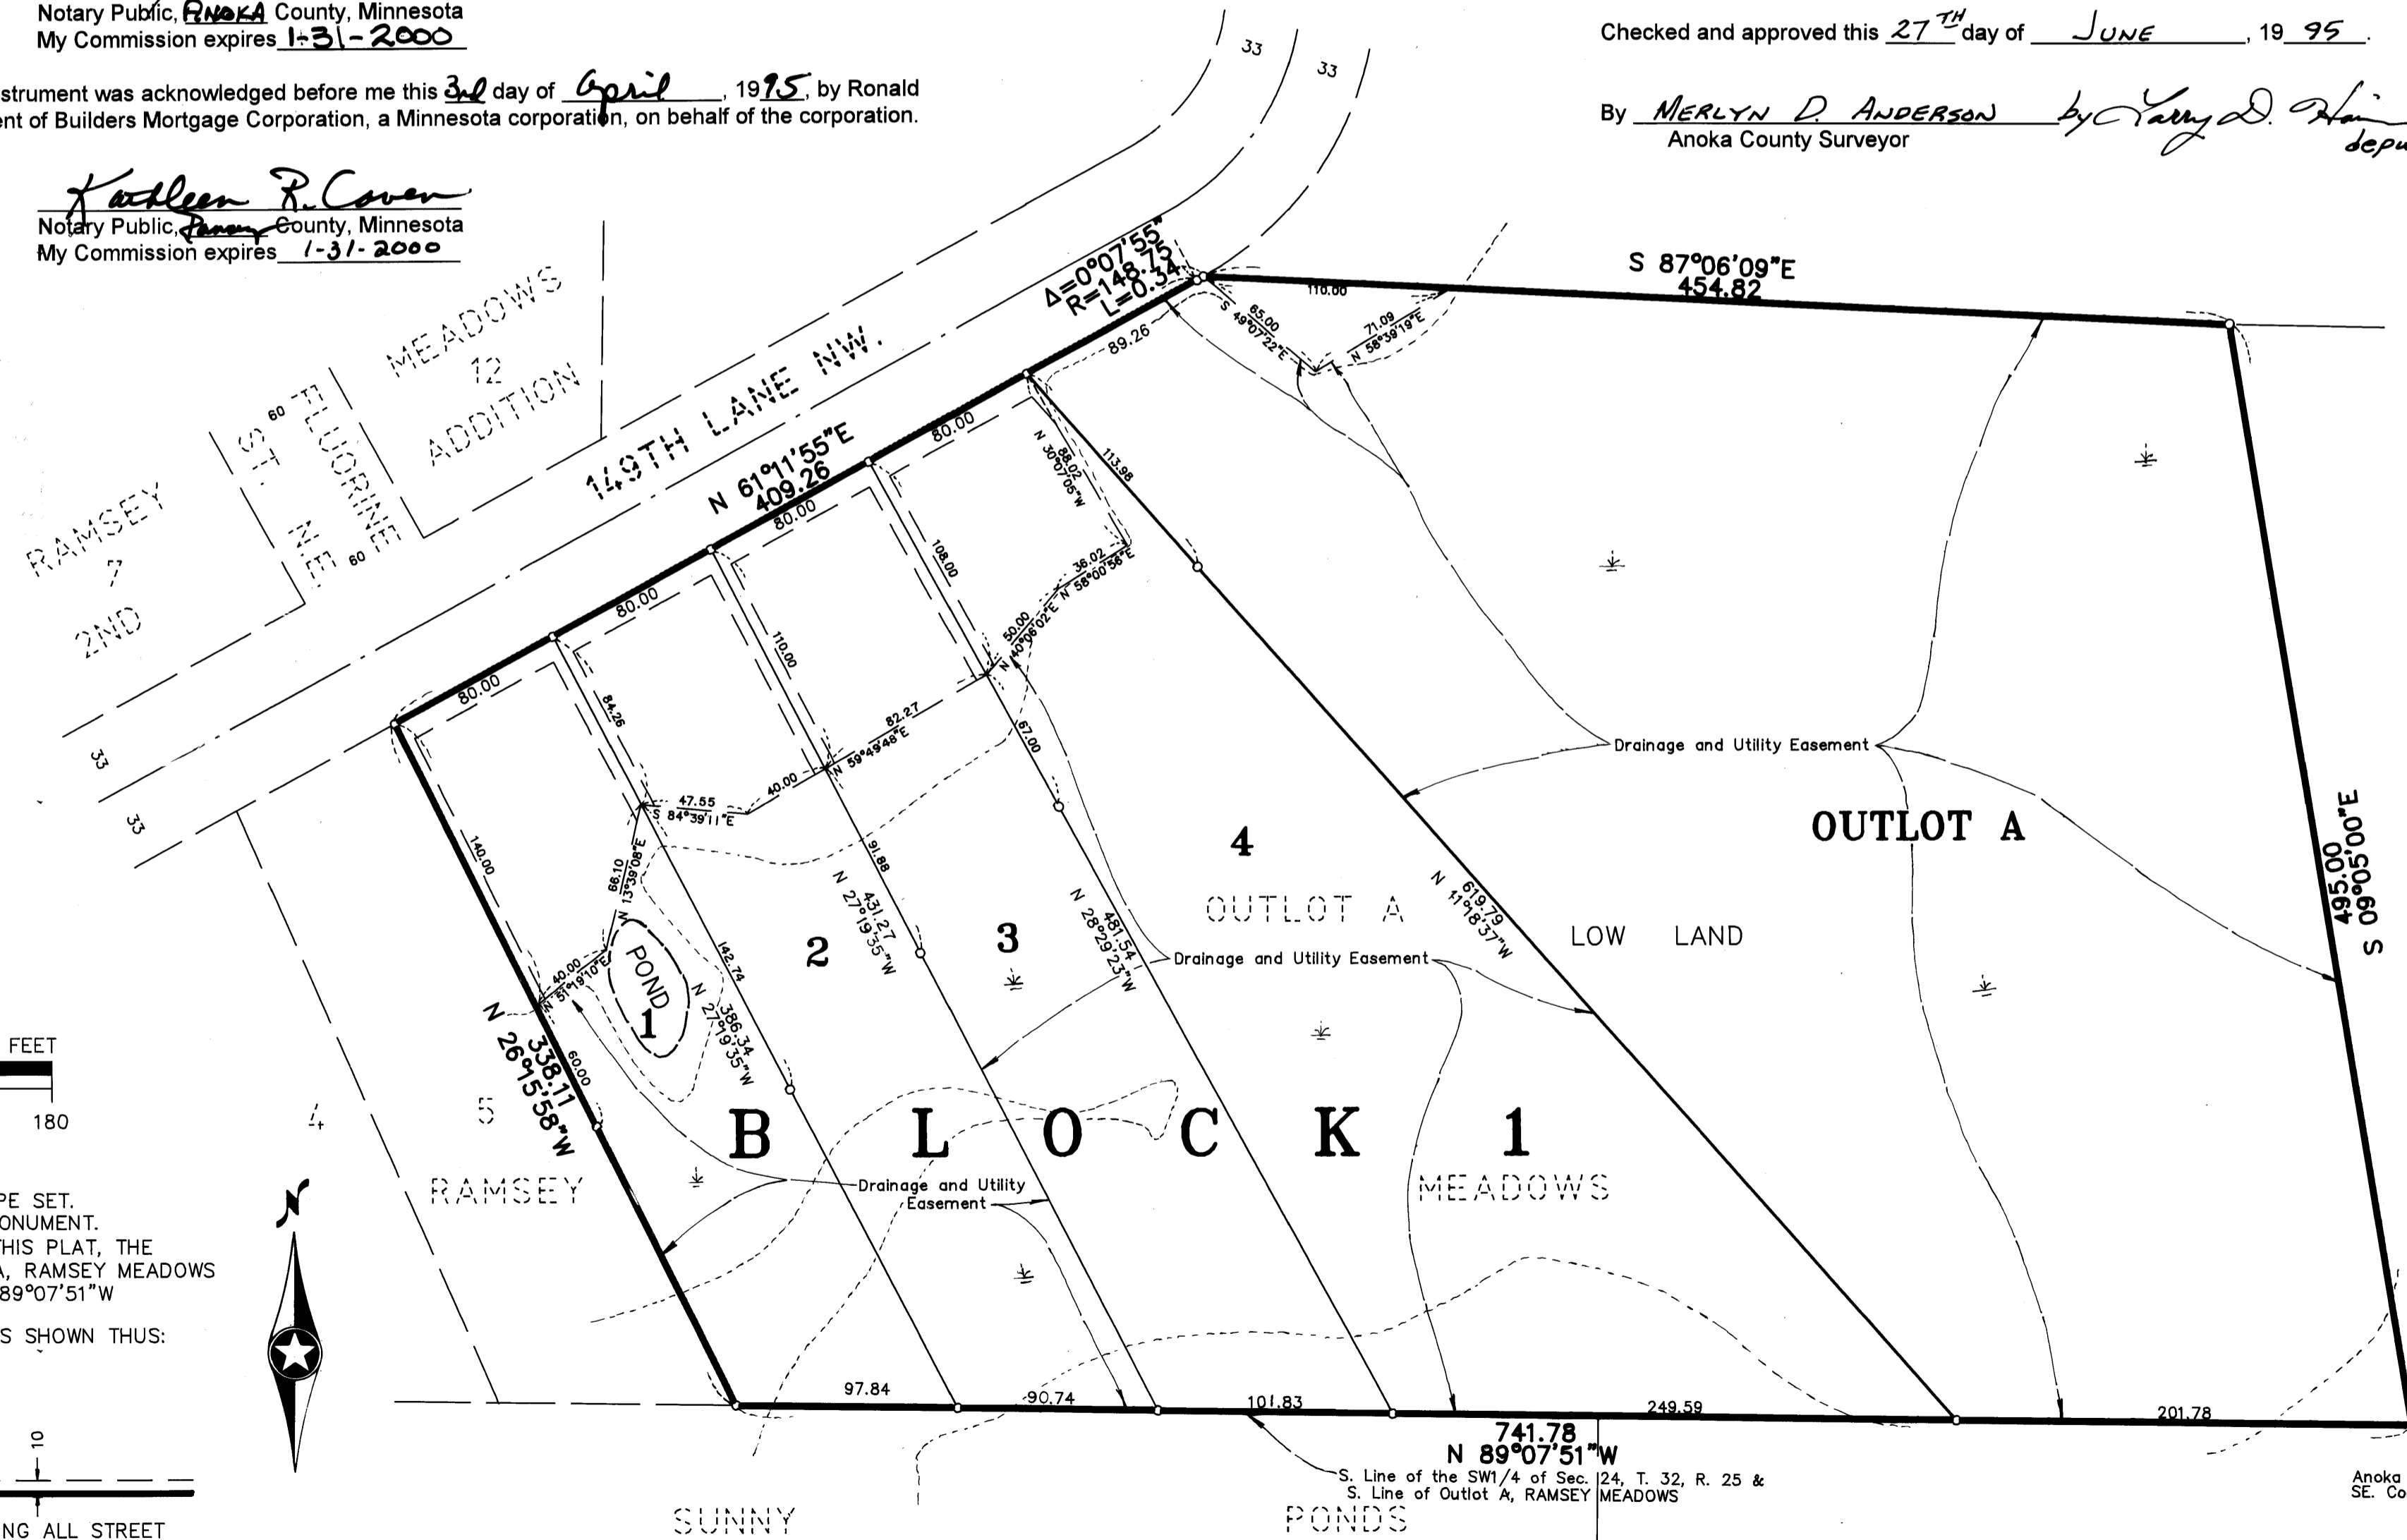 Notary Public, ANOKA County, Minnesota
My Commission expires 1-31-2000
strument was acknowledged before me this 3rd day of April, 1995, by Ronald
nt of Builders Mortgage Corporation, a Minnesota corporation, on behalf of the corporation.
Kathleen R. Coven
Notary Public, County, Minnesota
My Commission expires 1-31-2000
Checked and approved this 27TH day of JUNE, 19 95.
By MERLYN D. ANDERSON by Larry D.
Anoka County Surveyor
depu
33
33
S 87°06'09"E
454.82
110.00
Δ=0°07'55"
R=148.75
L=0.34
65.00
S 49°07'22"E
71.09
N 58°39'19"E
89.26
MEADOWS
12
ADDITION
60
FLUORINE
ST.
N.E.
60
RAMSEY
7
2ND
149TH LANE NW.
N 61°11'55"E
409.26
80.00
80.00
80.00
80.00
33
33
88.02
N 30°07'05"W
113.98
108.00
36.02
N 58°00'56"E
50.00
N 40°06'02"E
110.00
84.26
82.27
N 59°49'48"E
67.00
40.00
47.55
S 84°39'11"E
Drainage and Utility Easement
OUTLOT A
140.00
66.10
N 13°39'08"E
91.88
431.27
N 27°19'35"W
4
OUTLOT A
619.79
N 41°18'37"W
LOW LAND
495.00
S 09°05'00"E
2
3
481.54
N 28°29'23"W
Drainage and Utility Easement
142.74
40.00
N 51°19'10"E
POND
1
386.34
N 27°19'35"W
338.11
N 26°15'58"W
60.00
FEET
180
4
5
BLOCK 1
RAMSEY
MEADOWS
Drainage and Utility
Easement
N
PE SET.
ONUMENT.
THIS PLAT, THE
A, RAMSEY MEADOWS
89°07'51"W
S SHOWN THUS:
97.84
90.74
101.83
249.59
201.78
741.78
N 89°07'51"W
S. Line of the SW1/4 of Sec. 24, T. 32, R. 25 &
S. Line of Outlot A, RAMSEY MEADOWS
Anoka
SE. Co
10
NG ALL STREET
SUNNY
PONDS